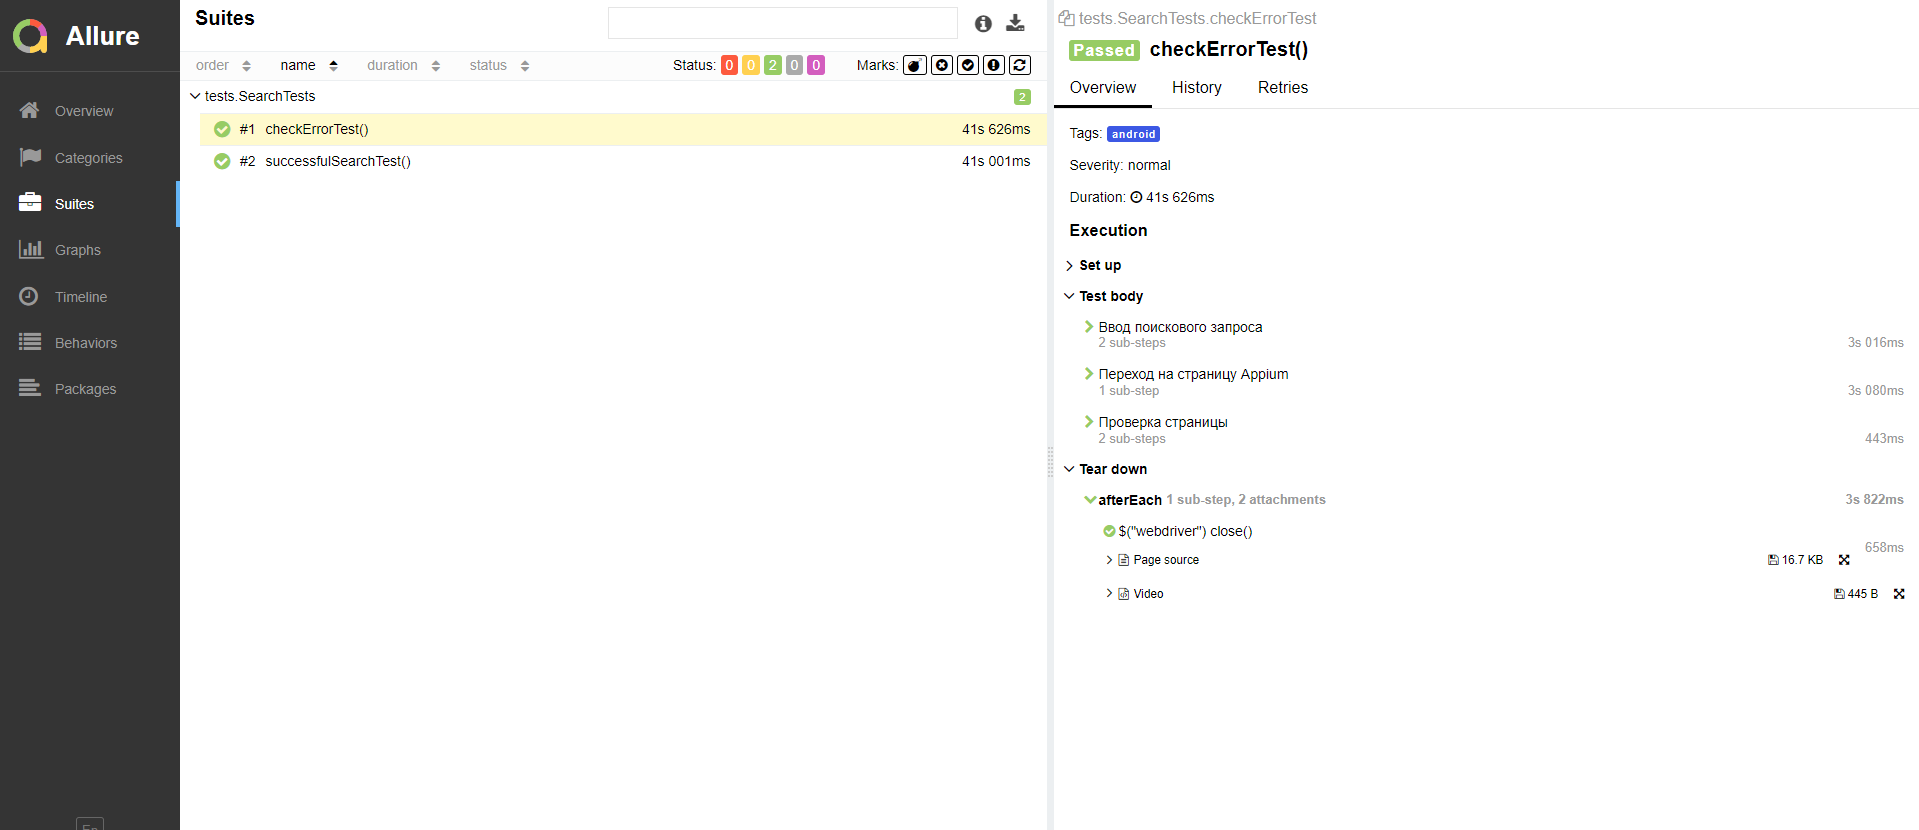 Allure
Overview
Categories
Suites
Graphs
Timeline
Behaviors
Packages
En
Suites
order name duration status Status: 0 0 2 0 0 Marks:
tests.SearchTests 2
#1 checkErrorTest() 41s 626ms
#2 successfulSearchTest() 41s 001ms
tests.SearchTests.checkErrorTest
Passed checkErrorTest()
Overview History Retries
Tags: android
Severity: normal
Duration: 41s 626ms
Execution
Set up
Test body
Ввод поискового запроса
2 sub-steps 3s 016ms
Переход на страницу Appium
1 sub-step 3s 080ms
Проверка страницы
2 sub-steps 443ms
Tear down
afterEach 1 sub-step, 2 attachments 3s 822ms
$("webdriver") close()
658ms
Page source 16.7 KB
Video 445 B